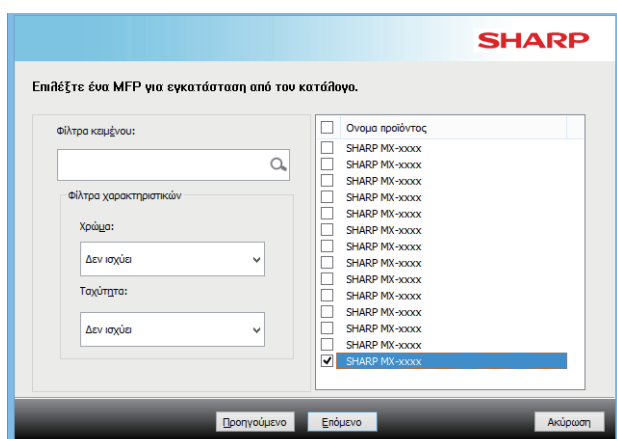 SHARP
Επιλέξτε ένα MFP για εγκατάσταση από τον κατάλογο.
Φίλτρα κειμένου:
Φίλτρα χαρακτηριστικών
Χρώμα:
Δεν ισχύει
Ταχύτητα:
Δεν ισχύει
Ονομα προϊόντος
SHARP MX-xxxx
SHARP MX-xxxx
SHARP MX-xxxx
SHARP MX-xxxx
SHARP MX-xxxx
SHARP MX-xxxx
SHARP MX-xxxx
SHARP MX-xxxx
SHARP MX-xxxx
SHARP MX-xxxx
SHARP MX-xxxx
SHARP MX-xxxx
SHARP MX-xxxx
SHARP MX-xxxx
Προηγούμενο
Επόμενο
Ακύρωση